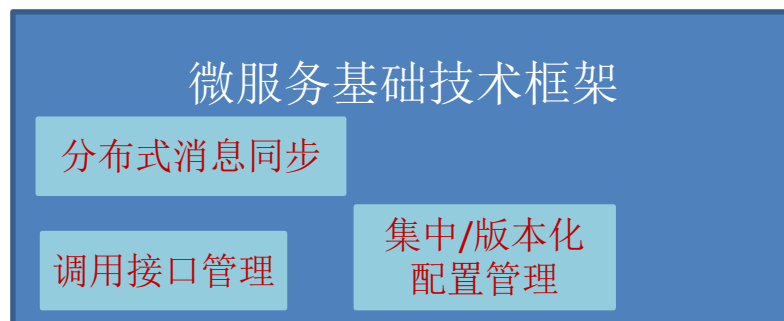 微服务基础技术框架
分布式消息同步
调用接口管理
集中/版本化
配置管理